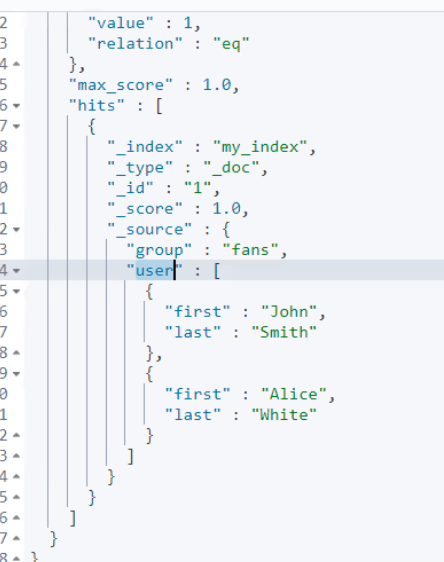 2 "value" : 1,
3 "relation" : "eq"
4 },
5 "max_score" : 1.0,
6 "hits" : [
7 {
8 "_index" : "my_index",
9 "_type" : "_doc",
0 "_id" : "1",
1 "_score" : 1.0,
2 "_source" : {
3 "group" : "fans",
4 "user" : [
5 {
6 "first" : "John",
7 "last" : "Smith"
8 },
9 {
0 "first" : "Alice",
1 "last" : "White"
2 }
3 ]
4 }
5 }
6 ]
7 }
8 }